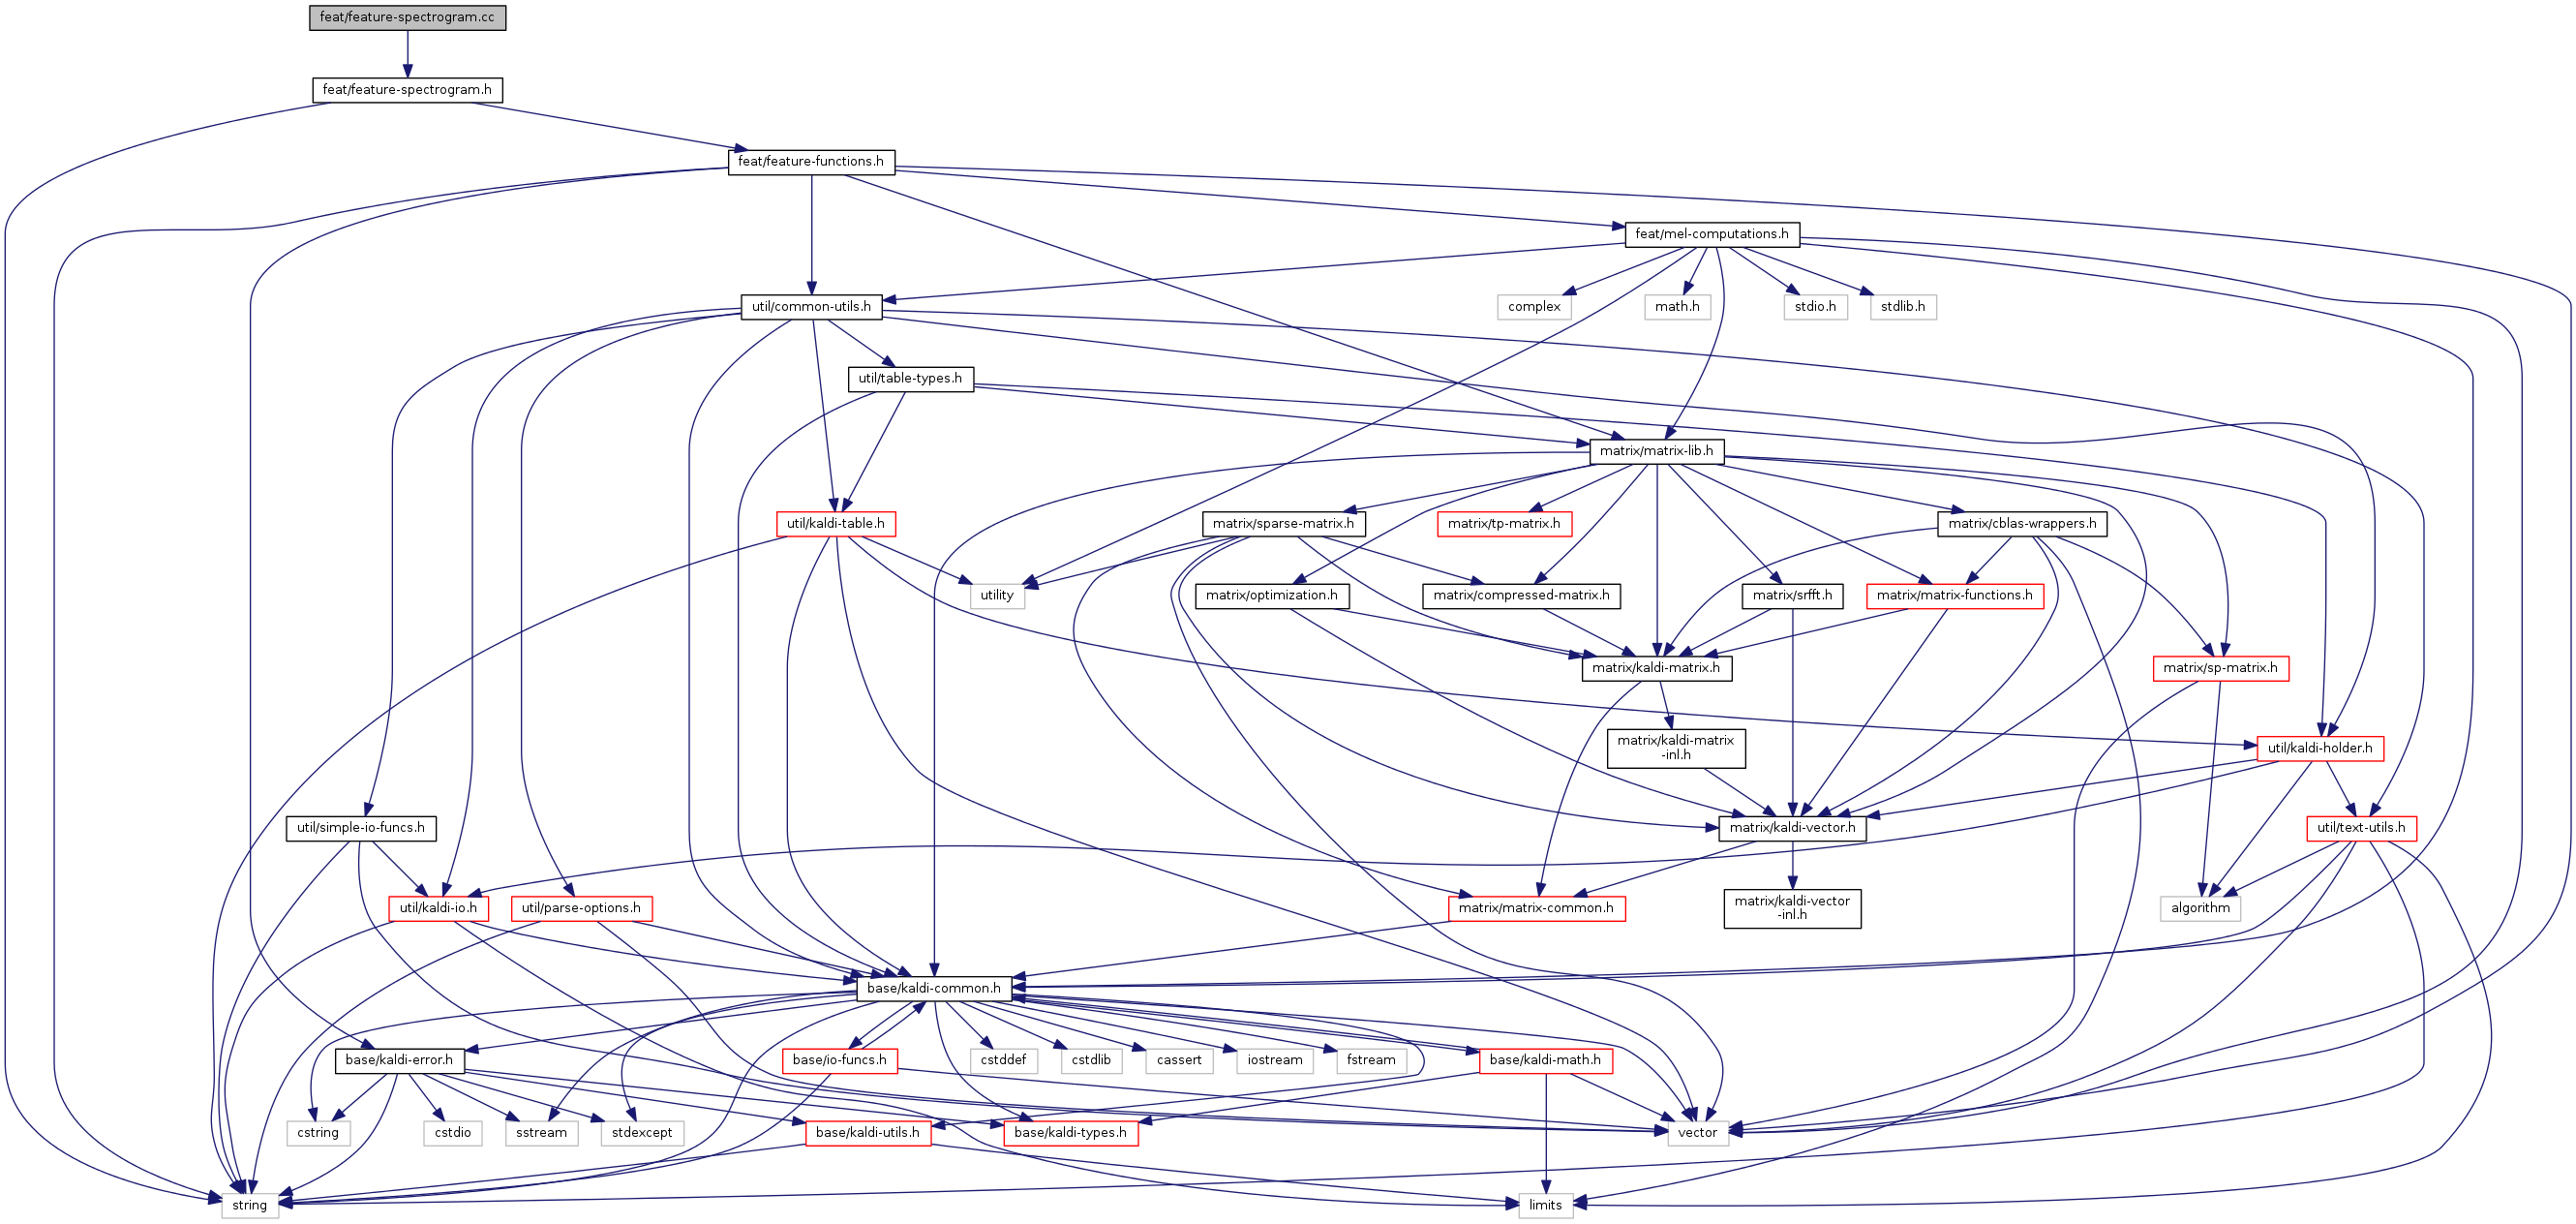 feat/feature-spectrogram.cc
feat/feature-spectrogram.h
feat/feature-functions.h
feat/mel-computations.h
util/common-utils.h
complex
math.h
stdio.h
stdlib.h
util/table-types.h
matrix/matrix-lib.h
util/kaldi-table.h
matrix/sparse-matrix.h
matrix/tp-matrix.h
matrix/cblas-wrappers.h
utility
matrix/optimization.h
matrix/compressed-matrix.h
matrix/srfft.h
matrix/matrix-functions.h
matrix/kaldi-matrix.h
matrix/sp-matrix.h
matrix/kaldi-matrix
-inl.h
util/kaldi-holder.h
util/simple-io-funcs.h
matrix/kaldi-vector.h
util/text-utils.h
util/kaldi-io.h
util/parse-options.h
matrix/matrix-common.h
matrix/kaldi-vector
-inl.h
algorithm
base/kaldi-common.h
base/kaldi-error.h
base/io-funcs.h
cstddef
cstdlib
cassert
iostream
fstream
base/kaldi-math.h
cstring
cstdio
sstream
stdexcept
base/kaldi-utils.h
base/kaldi-types.h
vector
string
limits